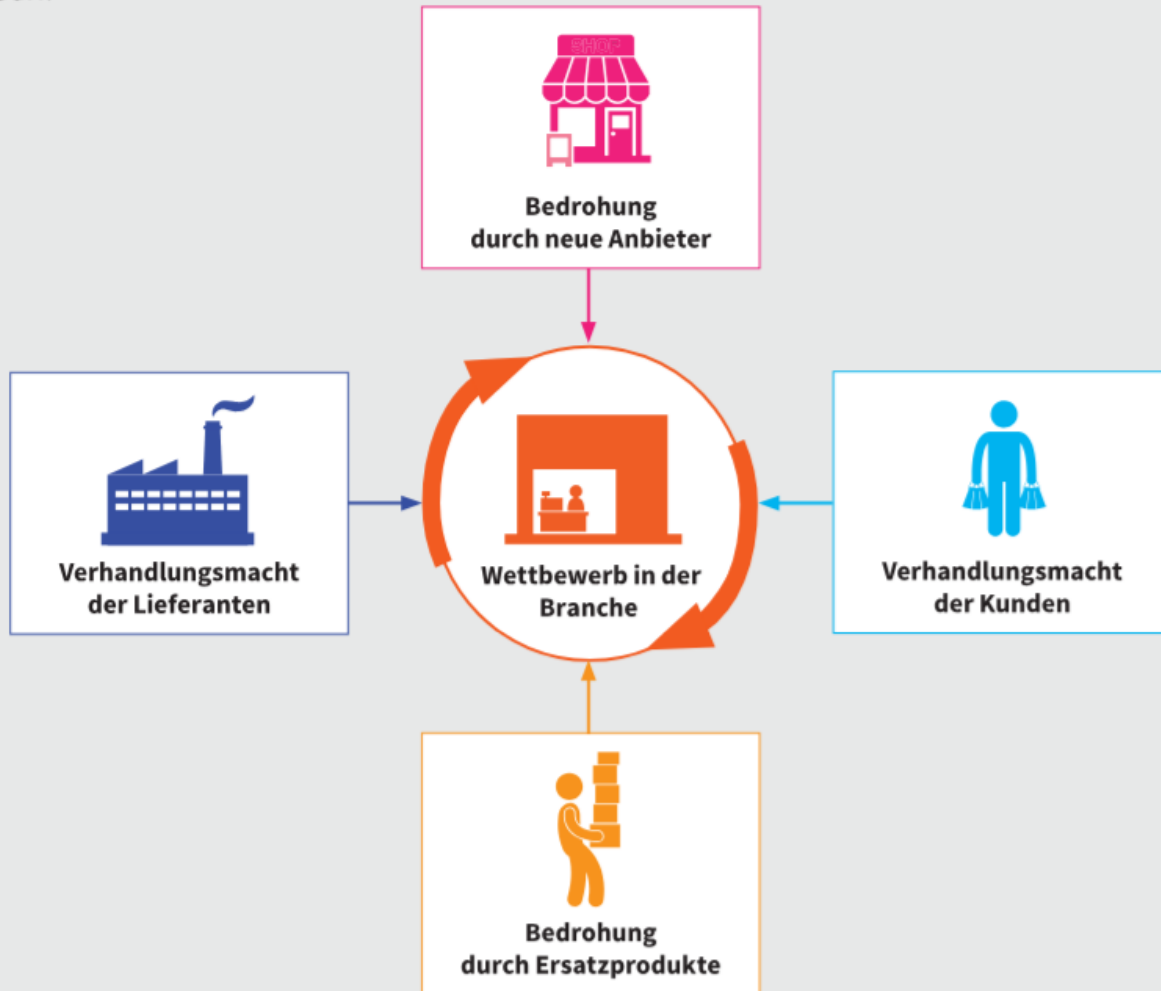 SHOP
Bedrohung
durch neue Anbieter
Verhandlungsmacht
der Lieferanten
Wettbewerb in der
Branche
Verhandlungsmacht
der Kunden
Bedrohung
durch Ersatzprodukte